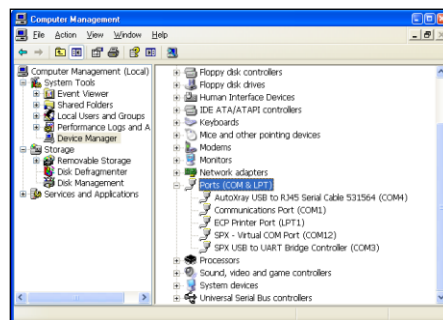 Computer Management
File Action View Window Help
Computer Management (Local)
System Tools
Event Viewer
Shared Folders
Local Users and Groups
Performance Logs and A
Device Manager
Storage
Removable Storage
Disk Defragmenter
Disk Management
Services and Applications
Floppy disk controllers
Floppy disk drives
Human Interface Devices
IDE ATA/ATAPI controllers
Keyboards
Mice and other pointing devices
Modems
Monitors
Network adapters
Ports (COM & LPT)
AutoXray USB to RJ45 Serial Cable 531564 (COM4)
Communications Port (COM1)
ECP Printer Port (LPT1)
SPX - Virtual COM Port (COM12)
SPX USB to UART Bridge Controller (COM3)
Processors
Sound, video and game controllers
System devices
Universal Serial Bus controllers